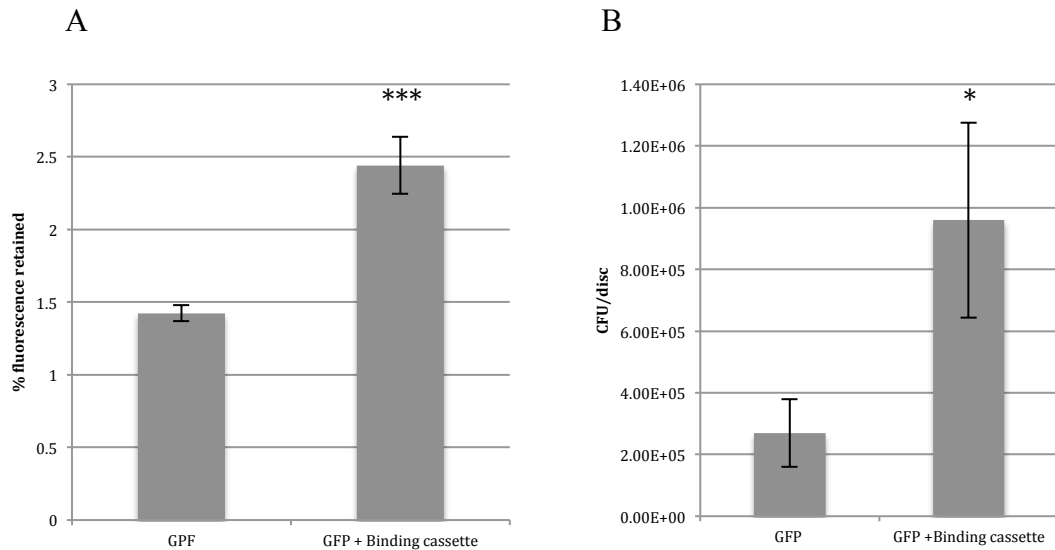 A
% fluorescence retained
3
2.5
2
1.5
1
0.5
0
***
GPF
GFP + Binding cassette
B
CFU/disc
1.40E+06
1.20E+06
1.00E+06
8.00E+05
6.00E+05
4.00E+05
2.00E+05
0.00E+00
*
GFP
GFP +Binding cassette